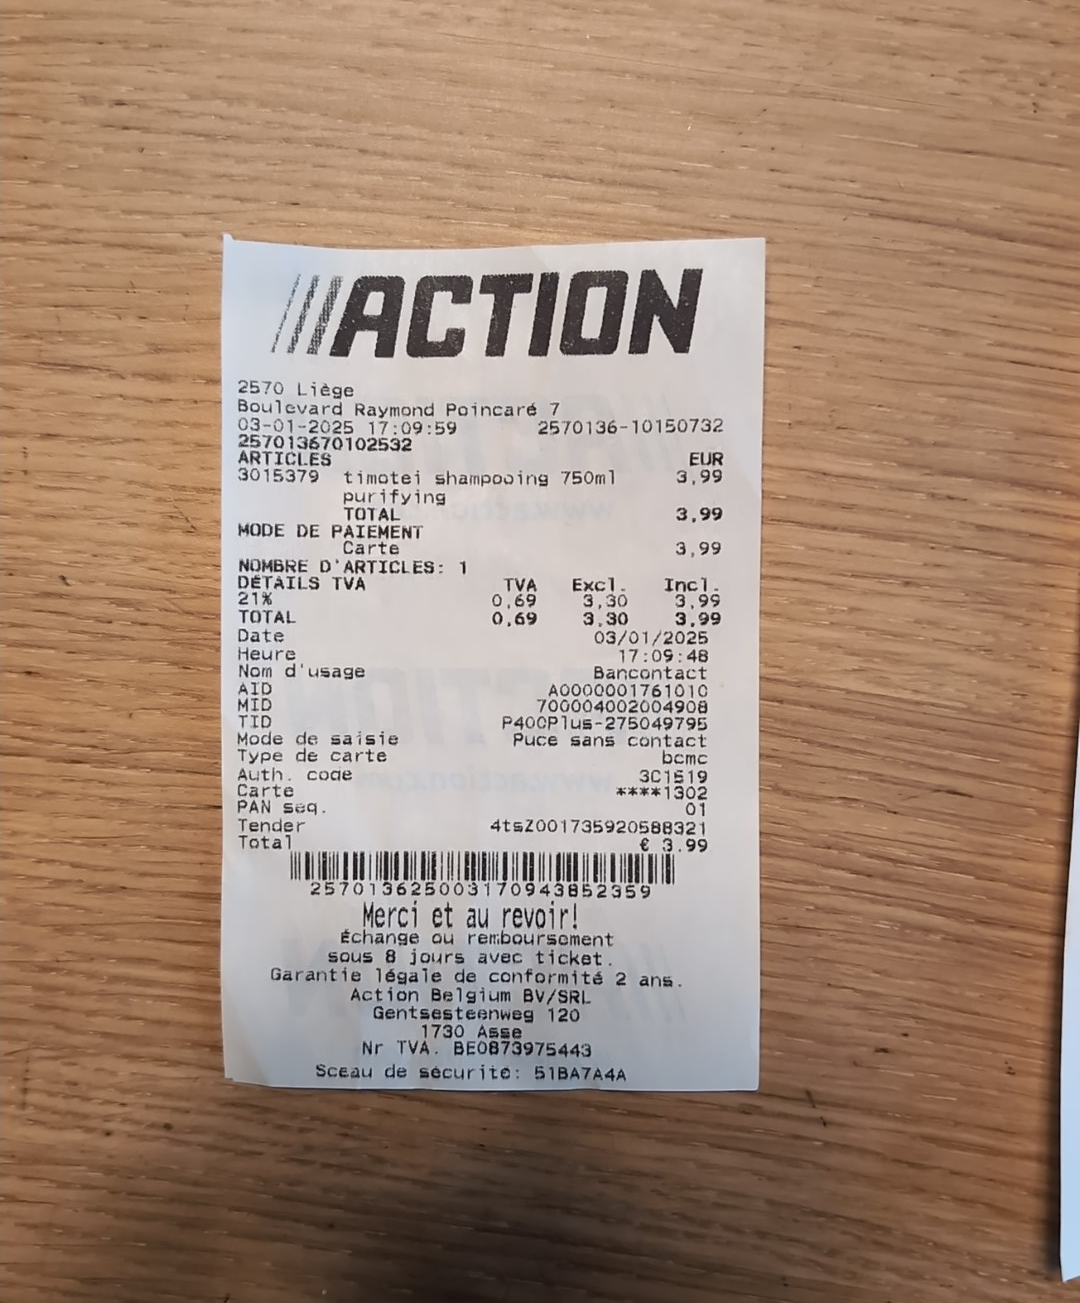 ///ACTION
2570 Liège
Boulevard Raymond Poincaré 7
03-01-2025 17:09:59 2570136-10150732
257013670102532
ARTICLES EUR
3015379 timotei shampooing 750ml 3,99
purifying
TOTAL 3,99
MODE DE PAIEMENT
Carte 3,99
NOMBRE D'ARTICLES: 1
DÉTAILS TVA TVA Excl. Incl.
21% 0,69 3,30 3,99
TOTAL 0,69 3,30 3,99
Date 03/01/2025
Heure 17:09:48
Nom d'usage Bancontact
AID A0000001761010
MID 700004002004908
TID P400Plus-275049795
Mode de saisie Puce sans contact
Type de carte bcmc
Auth. code 3C1519
Carte ****1302
PAN seq. 01
Tender 4tsZ001735920588321
Total € 3.99
2570136250031709438 52359
Merci et au revoir!
Échange ou remboursement
sous 8 jours avec ticket.
Garantie légale de conformité 2 ans.
Action Belgium BV/SRL
Gentsesteenweg 120
1730 Asse
Nr TVA. BE0873975443
Sceau de sécurité: 51BA7A4A